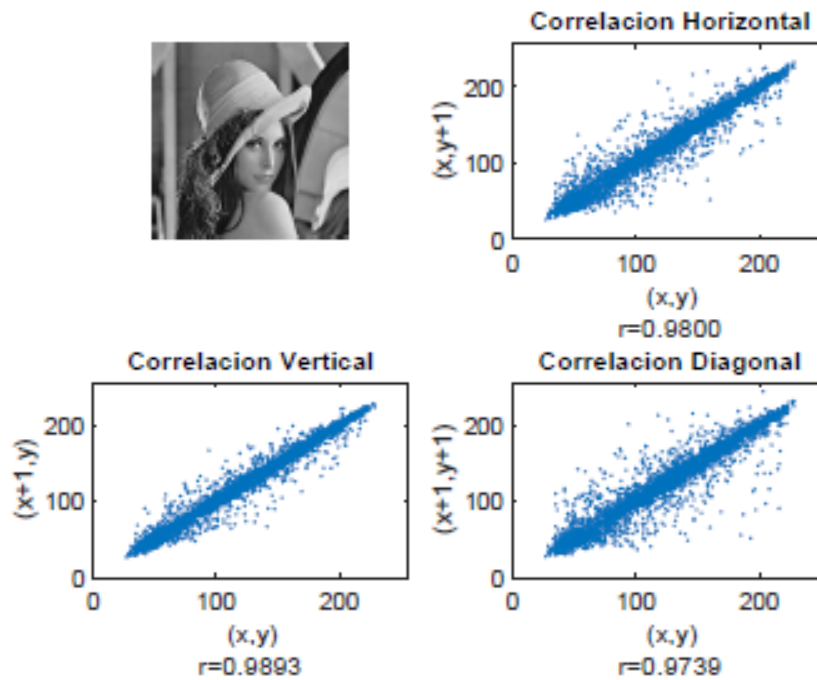 Correlacion Horizontal
(x,y+1)
200
100
0
0 100 200
(x,y)
r=0.9800
Correlacion Vertical
(x+1,y)
200
100
0
0 100 200
(x,y)
r=0.9893
Correlacion Diagonal
(x+1,y+1)
200
100
0
0 100 200
(x,y)
r=0.9739